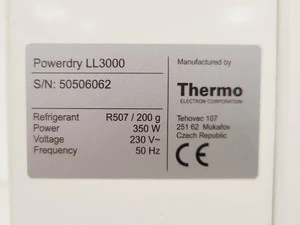 Powerdry LL3000
S/N: 50506062
Refrigerant R507 / 200 g
Power 350 W
Voltage 230 V~
Frequency 50 Hz
Manufactured by
Thermo
ELECTRON CORPORATION
Tehovec 107
251 62 Mukařov
Czech Republic
CE